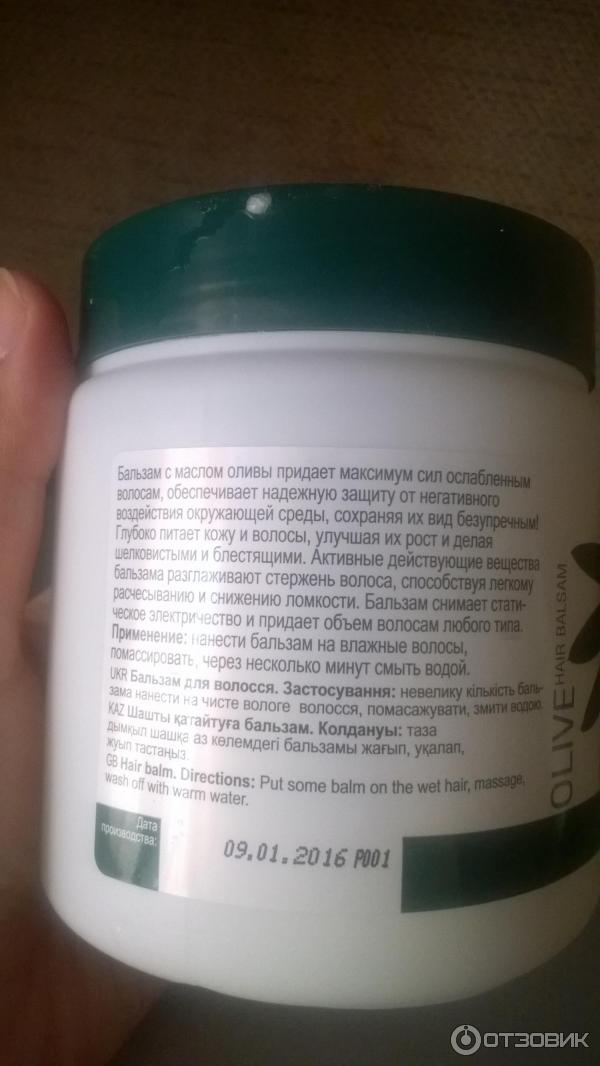 Бальзам с маслом оливы придает максимум сил ослабленным
волосам, обеспечивает надежную защиту от негативного
воздействия окружающей среды, сохраняя их вид безупречным!
Глубоко питает кожу и волосы, улучшая их рост и делая
шелковистыми и блестящими. Активные действующие вещества
бальзама разглаживают стержень волоса, способствуя легкому
расчесыванию и снижению ломкости. Бальзам снимает стати-
ческое электричество и придает объем волосам любого типа.
Применение: нанести бальзам на влажные волосы,
помассировать, через несколько минут смыть водой.
UKR Бальзам для волосся. Застосування: невелику кількість баль-
зама нанести на чисте вологе волосся, помасажувати, змити водою.
KAZ Шашты қағайтуға бальзам. Колдануы: таза
дымқыл шашқа аз көлемдегі бальзамы жағып, уқалап,
жуып тастаңыз.
GB Hair balm. Directions: Put some balm on the wet hair, massage,
wash off with warm water.
Дата
производства:
09.01.2016 P001
OLIVE
HAIR BALSAM
ОТЗОВИК